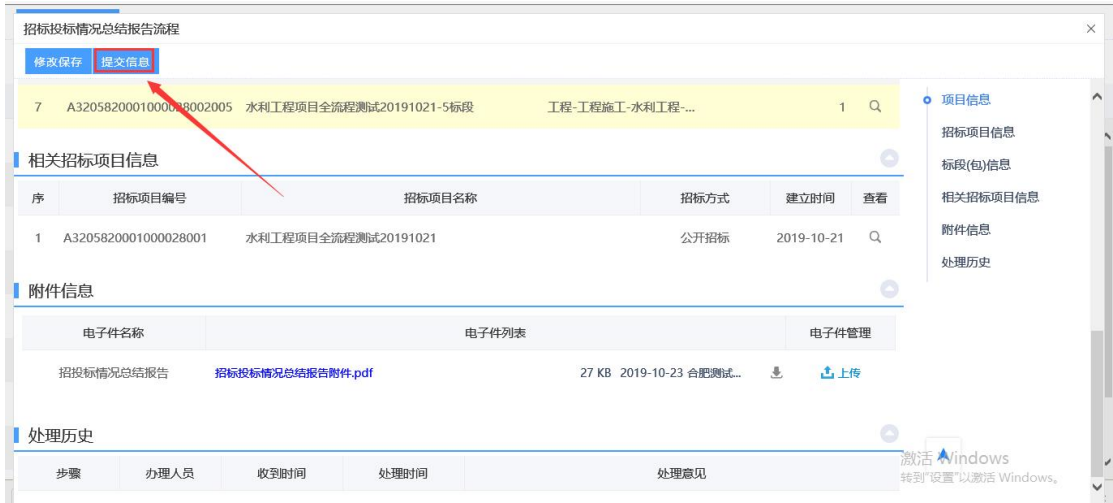 招标投标情况总结报告流程
修改保存 提交信息
7 A3205820001000028002005 水利工程项目全流程测试20191021-5标段 工程-工程施工-水利工程-... 1
相关招标项目信息
序 招标项目编号 招标项目名称 招标方式 建立时间 查看
1 A3205820001000028001 水利工程项目全流程测试20191021 公开招标 2019-10-21
附件信息
电子件名称 电子件列表 电子件管理
招投标情况总结报告 招标投标情况总结报告附件.pdf 27 KB 2019-10-23 合肥测试... 上传
处理历史
步骤 办理人员 收到时间 处理时间 处理意见
项目信息
招标项目信息
标段(包)信息
相关招标项目信息
附件信息
处理历史
激活 Windows
转到"设置"以激活 Windows。